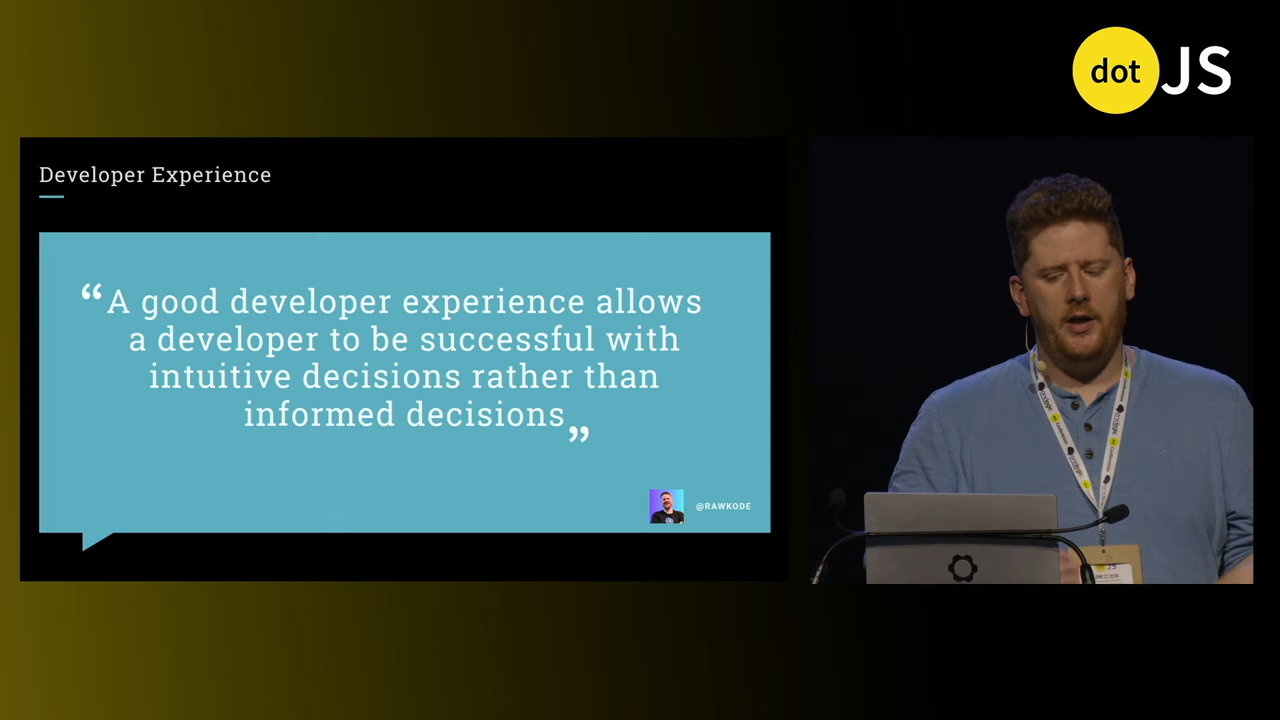 dot JS
Developer Experience
“A good developer experience allows
a developer to be successful with
intuitive decisions rather than
informed decisions”
@RAWKODE